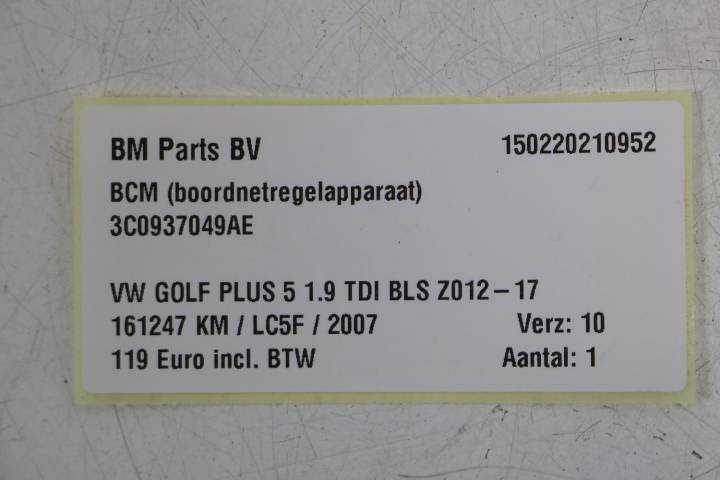 BM Parts BV 150220210952
BCM (boordnetregelapparaat)
3C0937049AE
VW GOLF PLUS 5 1.9 TDI BLS Z012-17
161247 KM / LC5F / 2007 Verz: 10
119 Euro incl. BTW Aantal: 1